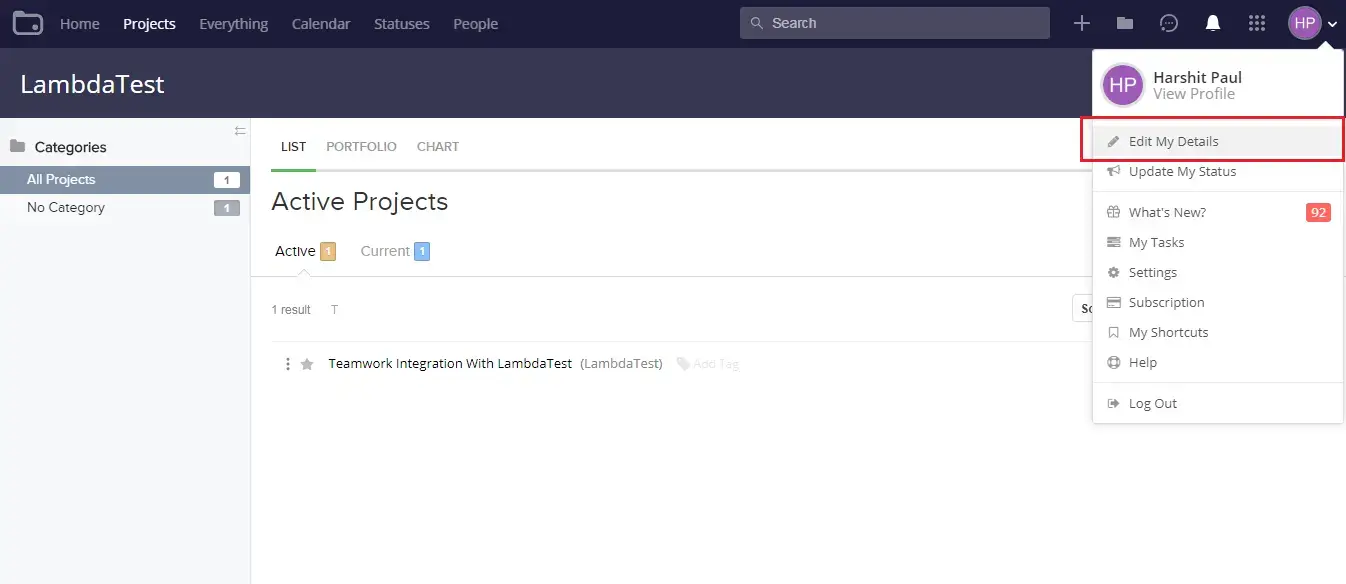 Home Projects Everything Calendar Statuses People Search HP
LambdaTest
HP Harshit Paul
View Profile
Categories
All Projects 1
No Category 1
LIST PORTFOLIO CHART
Active Projects
Active 1 Current 1
1 result T
Teamwork Integration With LambdaTest (LambdaTest) Add Tag
Edit My Details
Update My Status
What's New? 92
My Tasks
Settings
Subscription
My Shortcuts
Help
Log Out